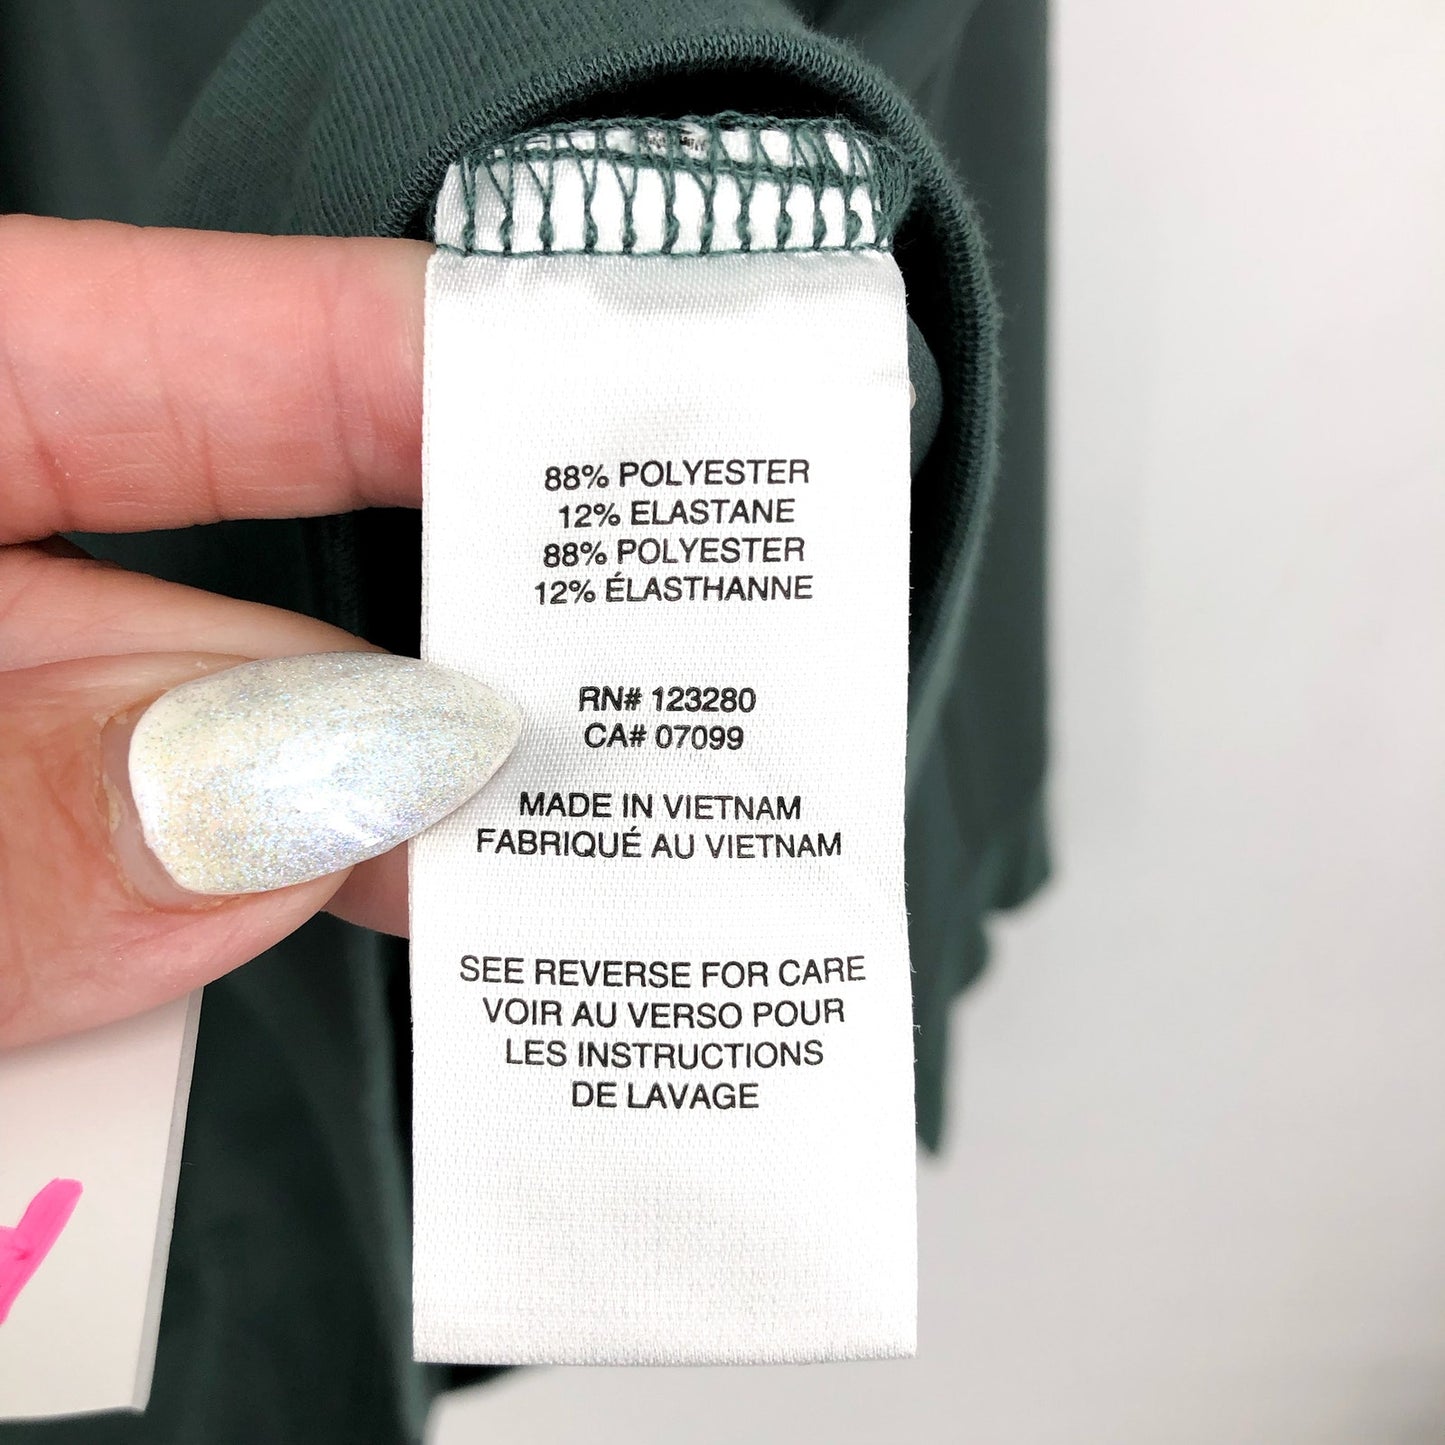 88% POLYESTER
12% ELASTANE
88% POLYESTER
12% ÉLASTHANNE
RN# 123280
CA# 07099
MADE IN VIETNAM
FABRIQUÉ AU VIETNAM
SEE REVERSE FOR CARE
VOIR AU VERSO POUR
LES INSTRUCTIONS
DE LAVAGE